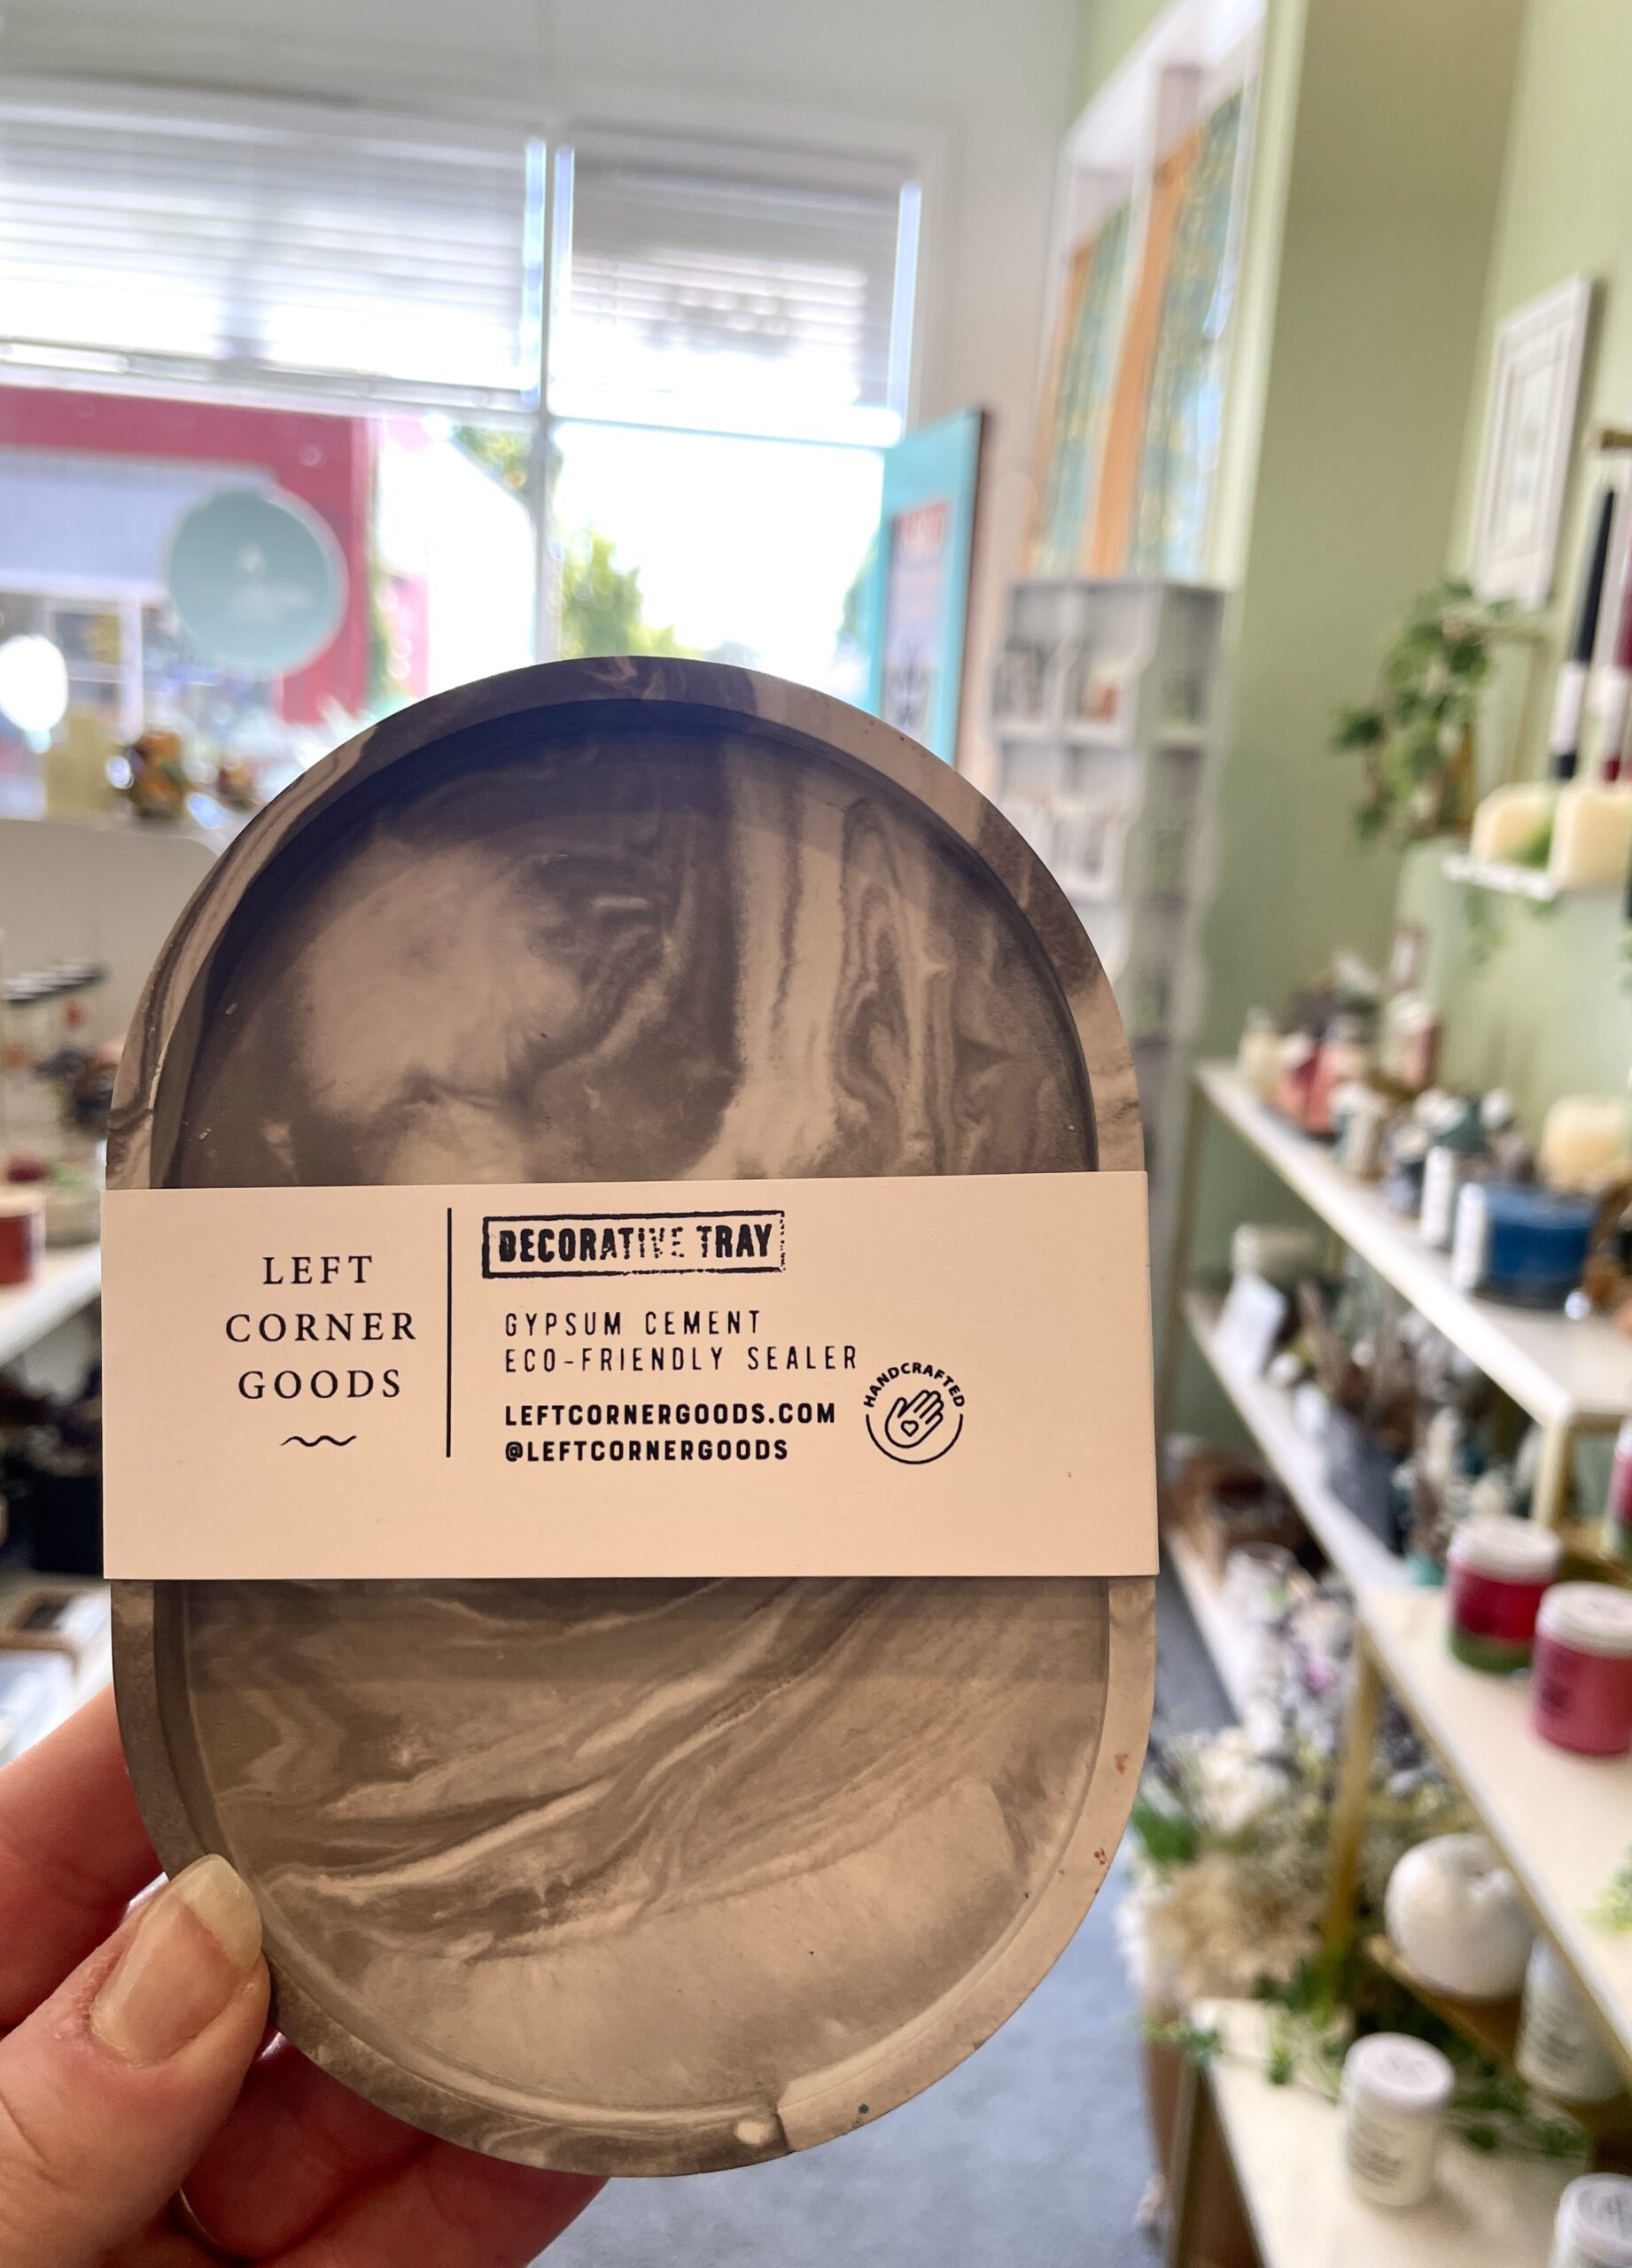 LEFT
CORNER
GOODS
DECORATIVE TRAY
GYPSUM CEMENT
ECO-FRIENDLY SEALER
LEFTCORNERGOODS.COM
@LEFTCORNERGOODS
HANDCRAFTED